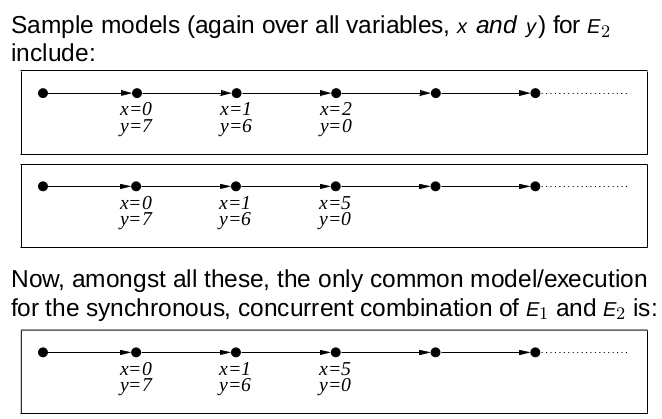 Sample models (again over all variables, x and y) for E₂
include:
x=0 x=1 x=2
y=7 y=6 y=0
x=0 x=1 x=5
y=7 y=6 y=0
Now, amongst all these, the only common model/execution
for the synchronous, concurrent combination of E₁ and E₂ is:
x=0 x=1 x=5
y=7 y=6 y=0